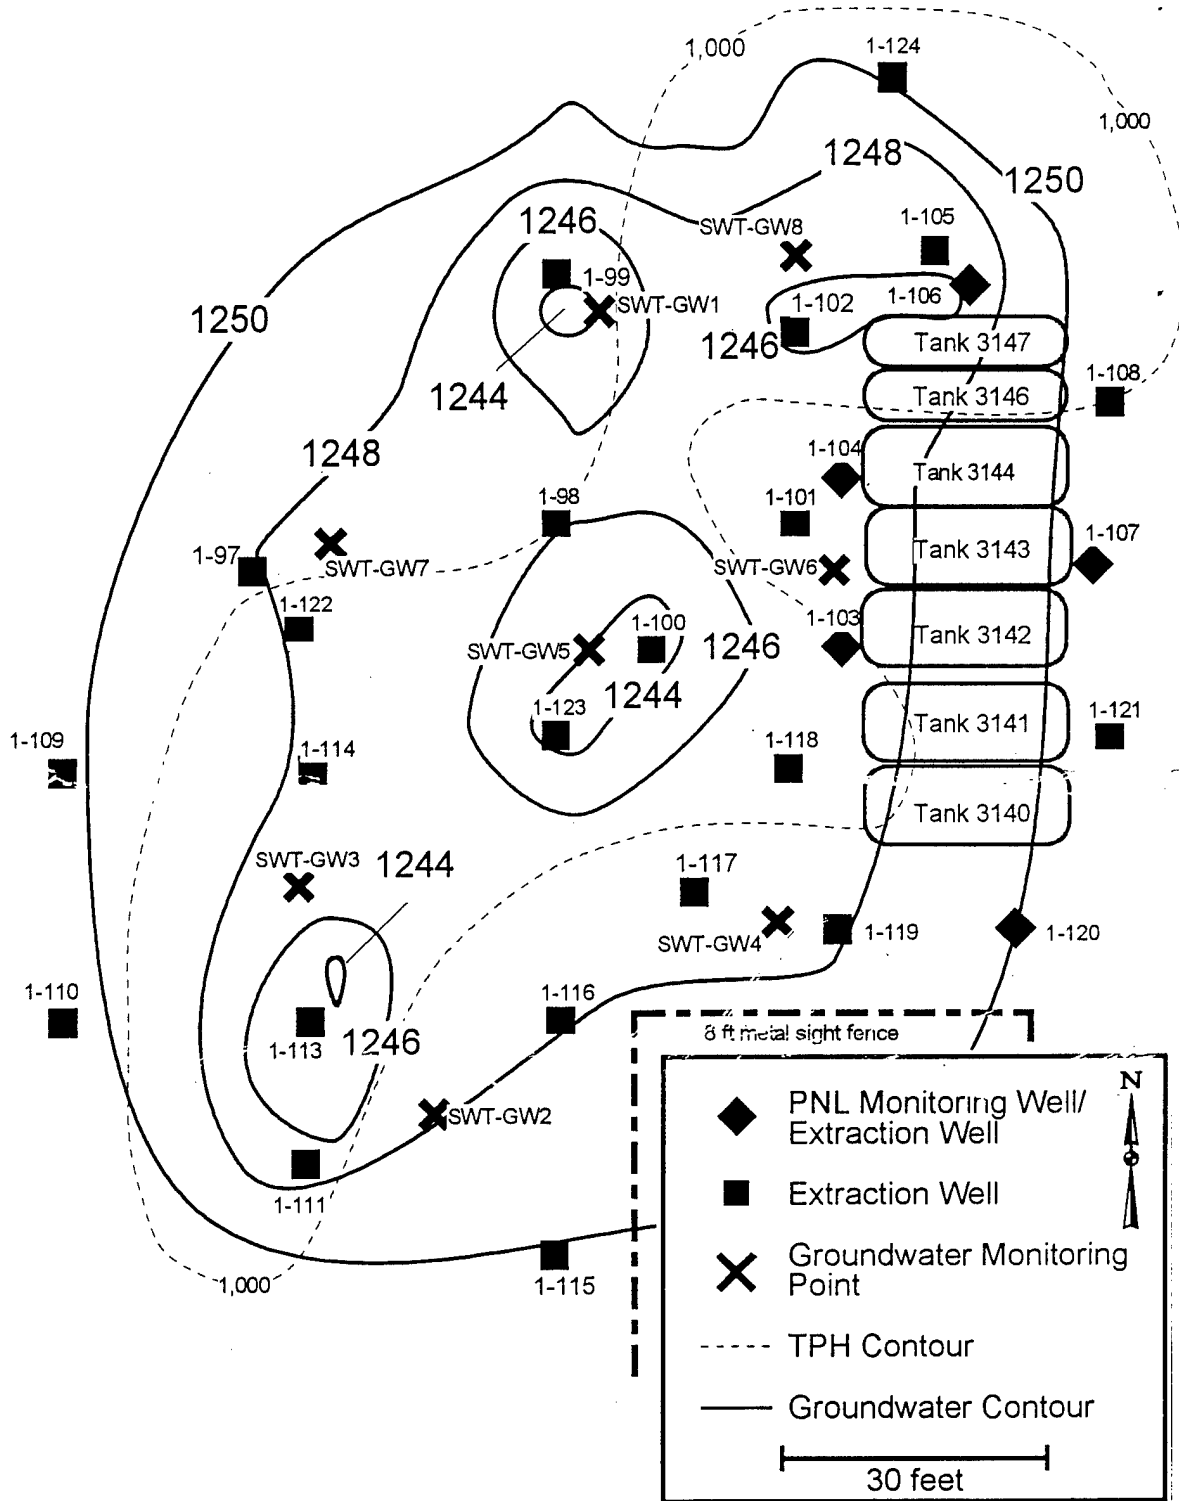 1,000
1-124
1,000
1248
1250
1246
SWT-GW8
1-105
1-99
SWT-GW1
1-102
1-106
1250
1246
Tank 3147
1244
1-108
Tank 3146
1248
1-104
Tank 3144
1-98
1-101
1-107
1-97
SWT-GW7
SWT-GW6
Tank 3143
1-122
1-103
1-100
Tank 3142
SWT-GW5
1246
1244
1-123
1-109
1-114
1-118
Tank 3141
1-121
Tank 3140
SWT-GW3
1244
1-117
SWT-GW4
1-119
1-120
1-110
1-116
1-113
1246
8 ft metal sight fence
SWT-GW2
1-111
1,000
1-115
N
PNL Monitoring Well/
Extraction Well
Extraction Well
Groundwater Monitoring
Point
TPH Contour
Groundwater Contour
30 feet